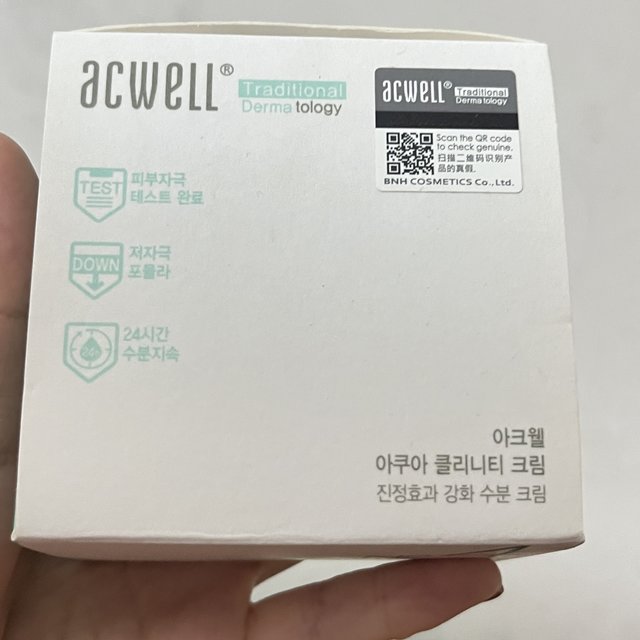 acwell®
Traditional
Derma tology
acwell® Traditional
Derma tology
Scan the QR code
to check genuine.
扫描二维码识别产
品的真假.
BNH COSMETICS Co., Ltd.
TEST
피부자극
테스트 완료
DOWN
저자극
포뮬라
24H
24시간
수분지속
아크웰
아쿠아 클리니티 크림
진정효과 강화 수분 크림